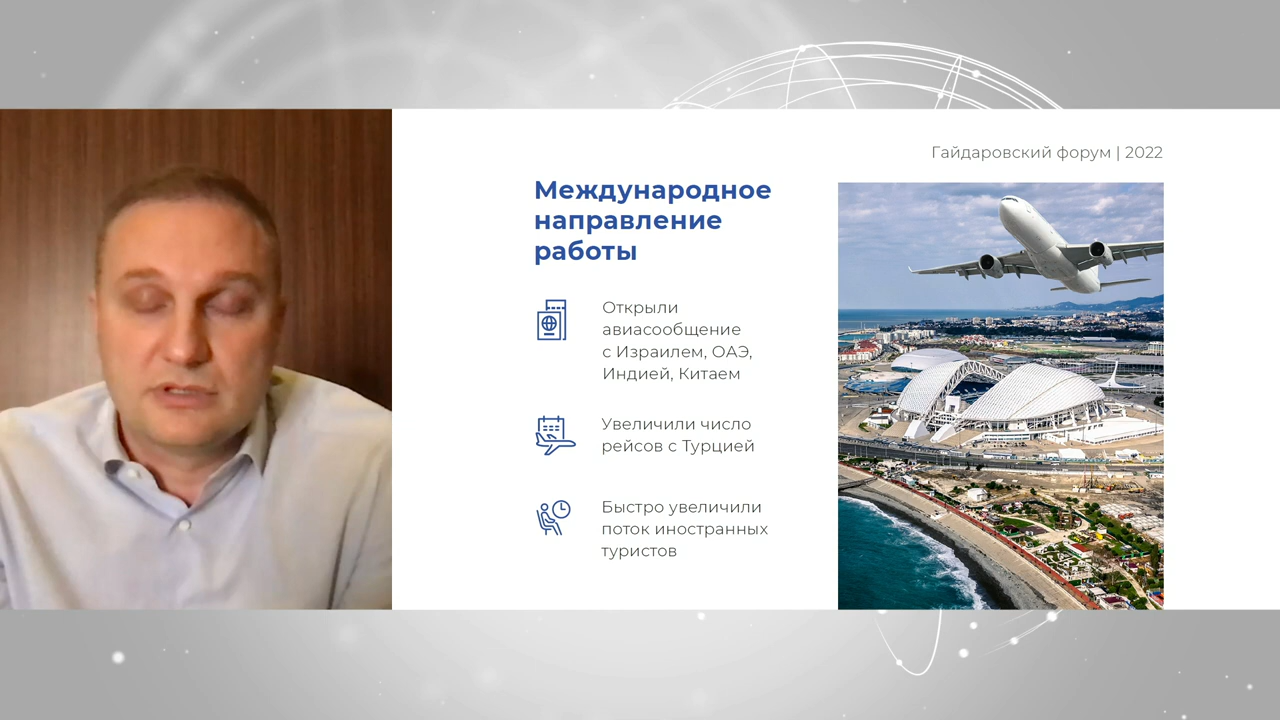 Гайдаровский форум | 2022
Международное
направление
работы
Открыли
авиасообщение
с Израилем, ОАЭ,
Индией, Китаем
Увеличили число
рейсов с Турцией
Быстро увеличили
поток иностранных
туристов